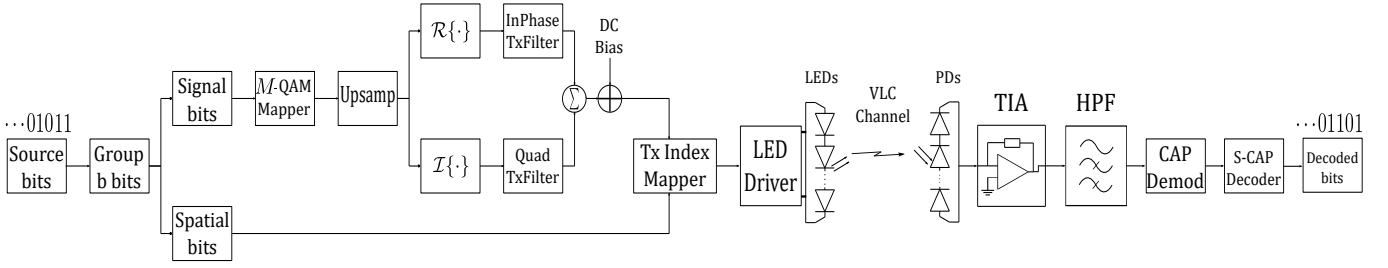 ⋯01011
Source
bits
Group
b bits
Signal
bits
Spatial
bits
M-QAM
Mapper
Upsamp
ℛ{·}
ℐ{·}
InPhase
TxFilter
Quad
TxFilter
Σ
DC
Bias
Tx Index
Mapper
LED
Driver
LEDs
VLC
Channel
PDs
TIA
HPF
CAP
Demod
S-CAP
Decoder
⋯01101
Decoded
bits